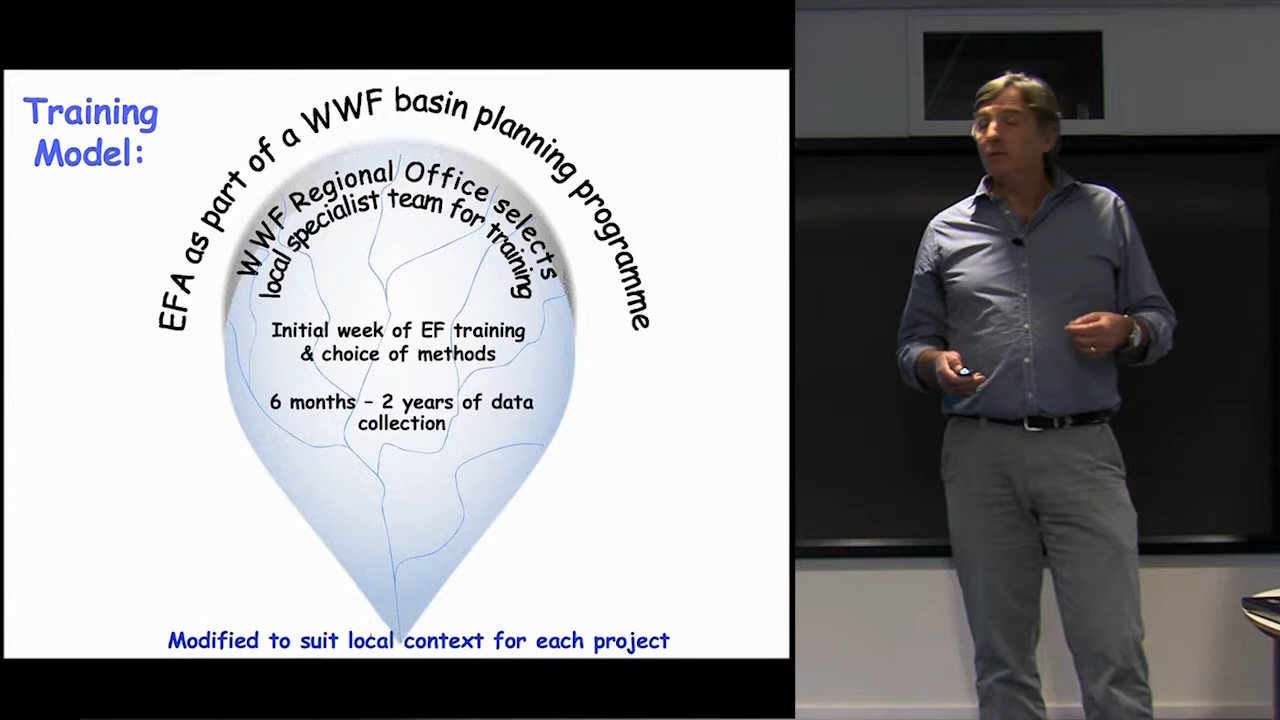 Training
Model:
EFA as part of a WWF basin planning programme
WWF Regional Office selects
local specialist team for training
Initial week of EF training
& choice of methods
6 months – 2 years of data
collection
Modified to suit local context for each project